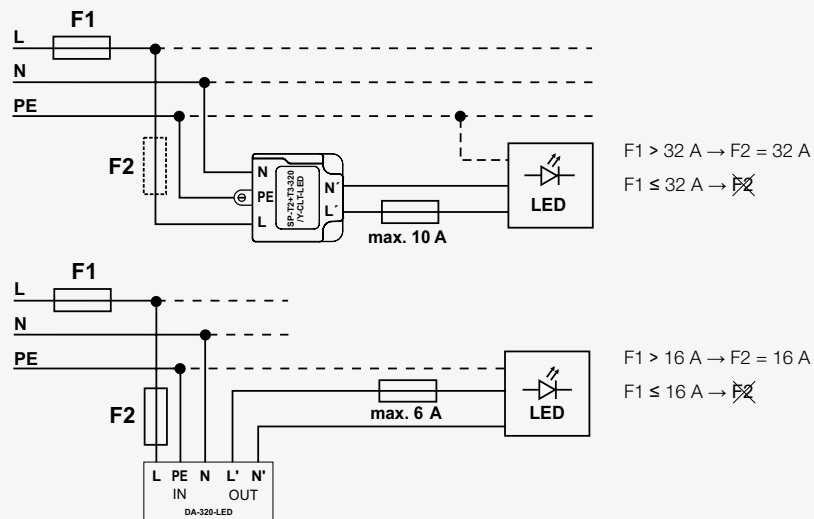 F1
L
N
PE
F2
N
PE
L
SP-T2+T3-320
/Y-CLT-LED
N´
L´
max. 10 A
LED
F1 > 32 A → F2 = 32 A
F1 ≤ 32 A → F2
F1
L
N
PE
F2
max. 6 A
LED
F1 > 16 A → F2 = 16 A
F1 ≤ 16 A → F2
L PE N L' N'
IN OUT
DA-320-LED